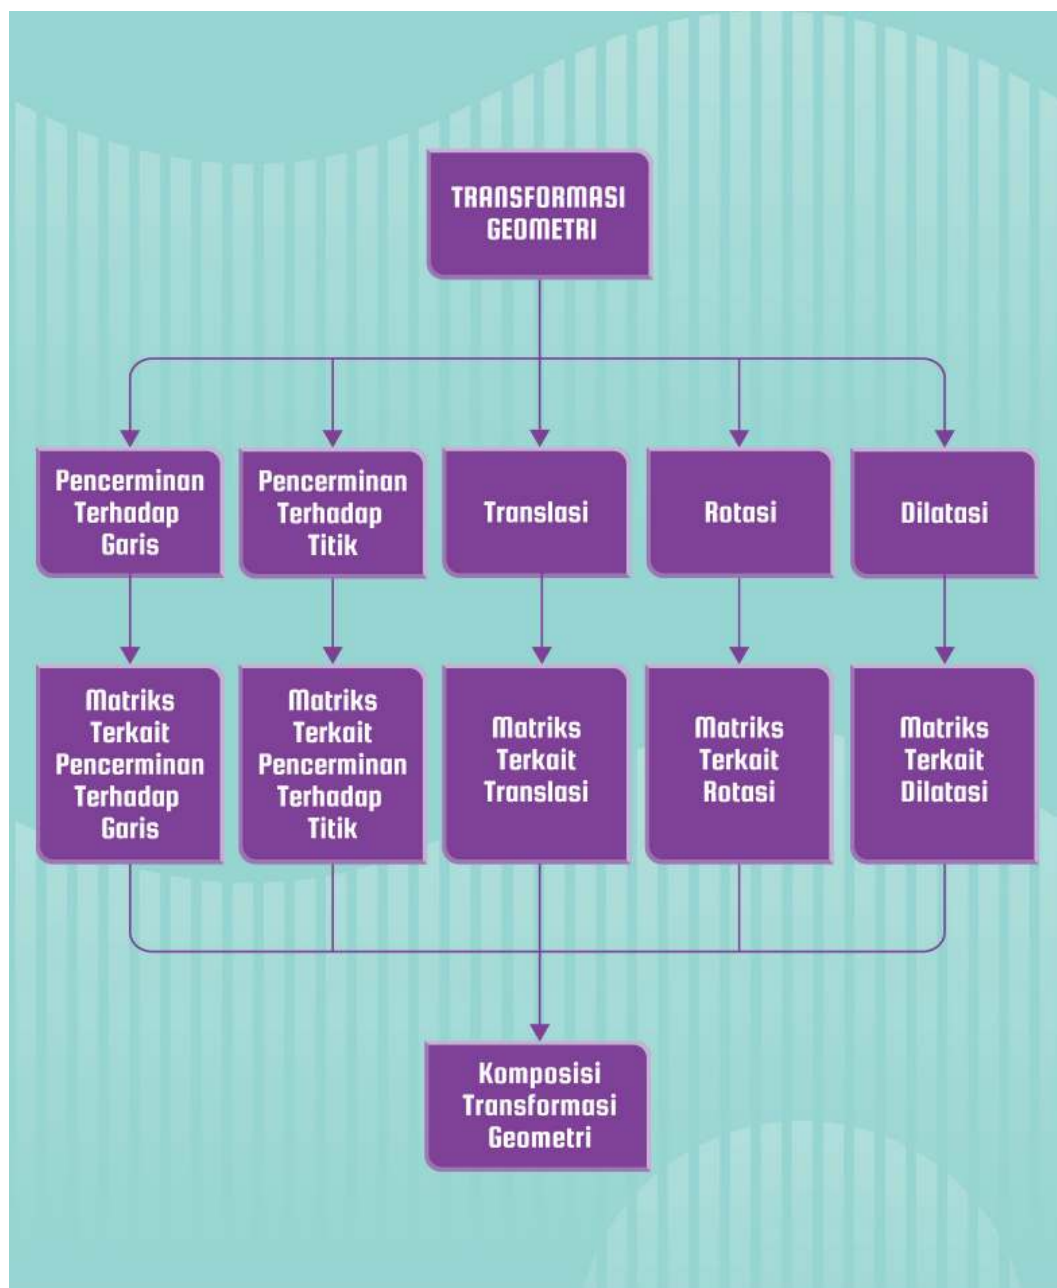 TRANSFORMASI
GEOMETRI
Pencerminan
Terhadap
Garis
Pencerminan
Terhadap
Titik
Translasi
Rotasi
Dilatasi
Matriks
Terkait
Pencerminan
Terhadap
Garis
Matriks
Terkait
Pencerminan
Terhadap
Titik
Matriks
Terkait
Translasi
Matriks
Terkait
Rotasi
Matriks
Terkait
Dilatasi
Komposisi
Transformasi
Geometri